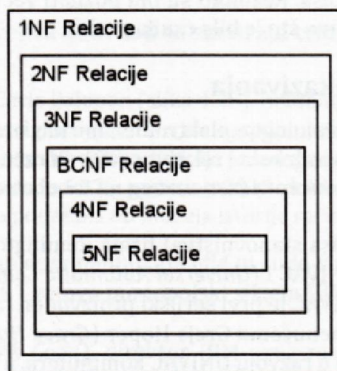 1NF Relacije
2NF Relacije
3NF Relacije
BCNF Relacije
4NF Relacije
5NF Relacije